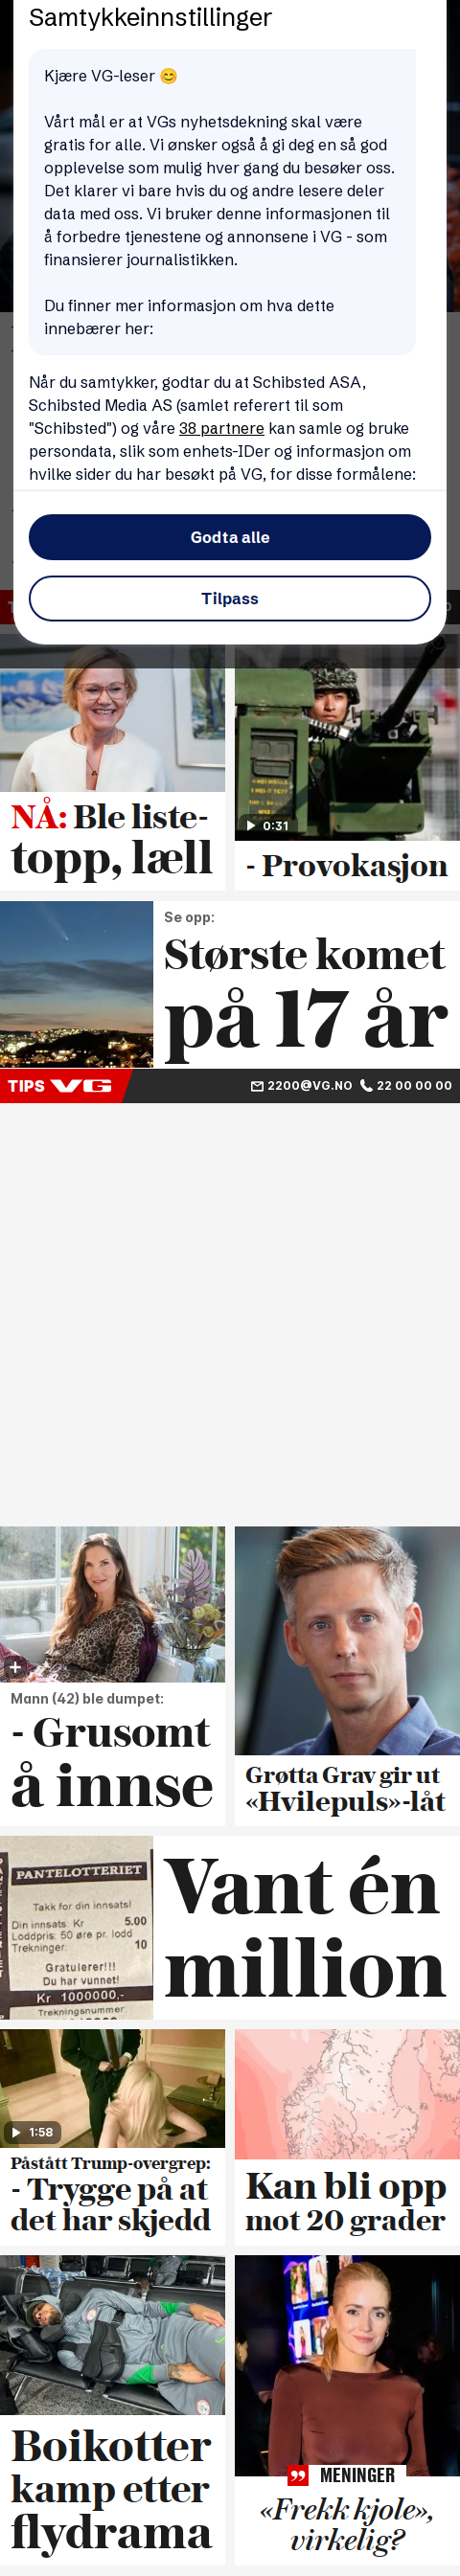 Samtykkeinnstillinger
Kjære VG-leser 😊
Vårt mål er at VGs nyhetsdekning skal være
gratis for alle. Vi ønsker også å gi deg en så god
opplevelse som mulig hver gang du besøker oss.
Det klarer vi bare hvis du og andre lesere deler
data med oss. Vi bruker denne informasjonen til
å forbedre tjenestene og annonsene i VG - som
finansierer journalistikken.
Du finner mer informasjon om hva dette
innebærer her:
Når du samtykker, godtar du at Schibsted ASA,
Schibsted Media AS (samlet referert til som
"Schibsted") og våre 38 partnere kan samle og bruke
persondata, slik som enhets-IDer og informasjon om
hvilke sider du har besøkt på VG, for disse formålene:
Godta alle
Tilpass
NÅ: Ble liste-
topp, læll
0:31
- Provokasjon
Se opp:
Største komet
på 17 år
TIPS VG 2200@VG.NO 22 00 00 00
Mann (42) ble dumpet:
- Grusomt
å innse
Grøtta Grav gir ut
«Hvilepuls»-låt
PANTELOTTERIET
Takk for din innsats!
Din innsats: Kr 5.00
Loddpris: 50 øre pr. lodd
Trekninger: 10
Gratulerer!!!
Du har vunnet!
Kr 1000000,-
Trekningsnummer:
Vant én
million
1:58
Påstått Trump-overgrep:
- Trygge på at
det har skjedd
Kan bli opp
mot 20 grader
Boikotter
kamp etter
flydrama
MENINGER
«Frekk kjole»,
virkelig?